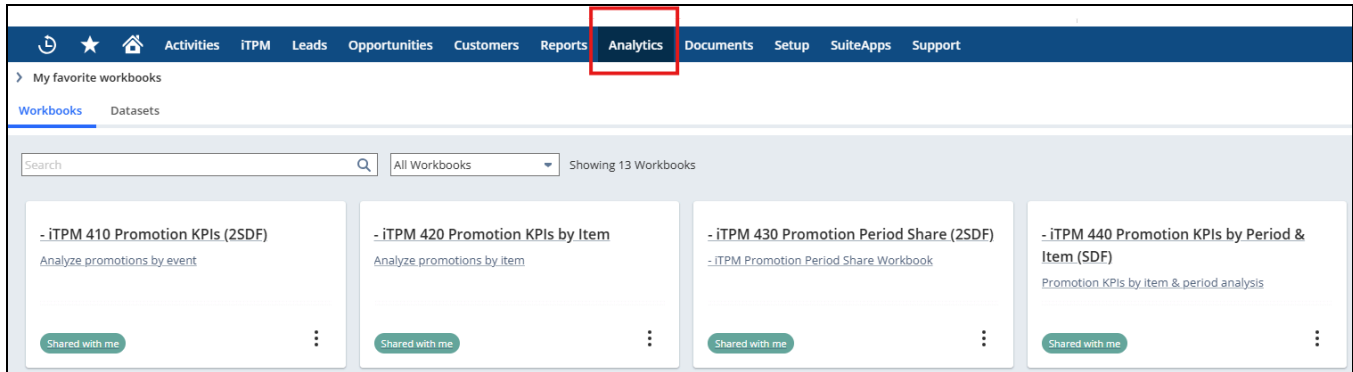 Activities iTPM Leads Opportunities Customers Reports Analytics Documents Setup SuiteApps Support
My favorite workbooks
Workbooks Datasets
Search All Workbooks Showing 13 Workbooks
- iTPM 410 Promotion KPIs (2SDF)
Analyze promotions by event
Shared with me
- iTPM 420 Promotion KPIs by Item
Analyze promotions by item
Shared with me
- iTPM 430 Promotion Period Share (2SDF)
- iTPM Promotion Period Share Workbook
Shared with me
- iTPM 440 Promotion KPIs by Period &
Item (SDF)
Promotion KPIs by item & period analysis
Shared with me